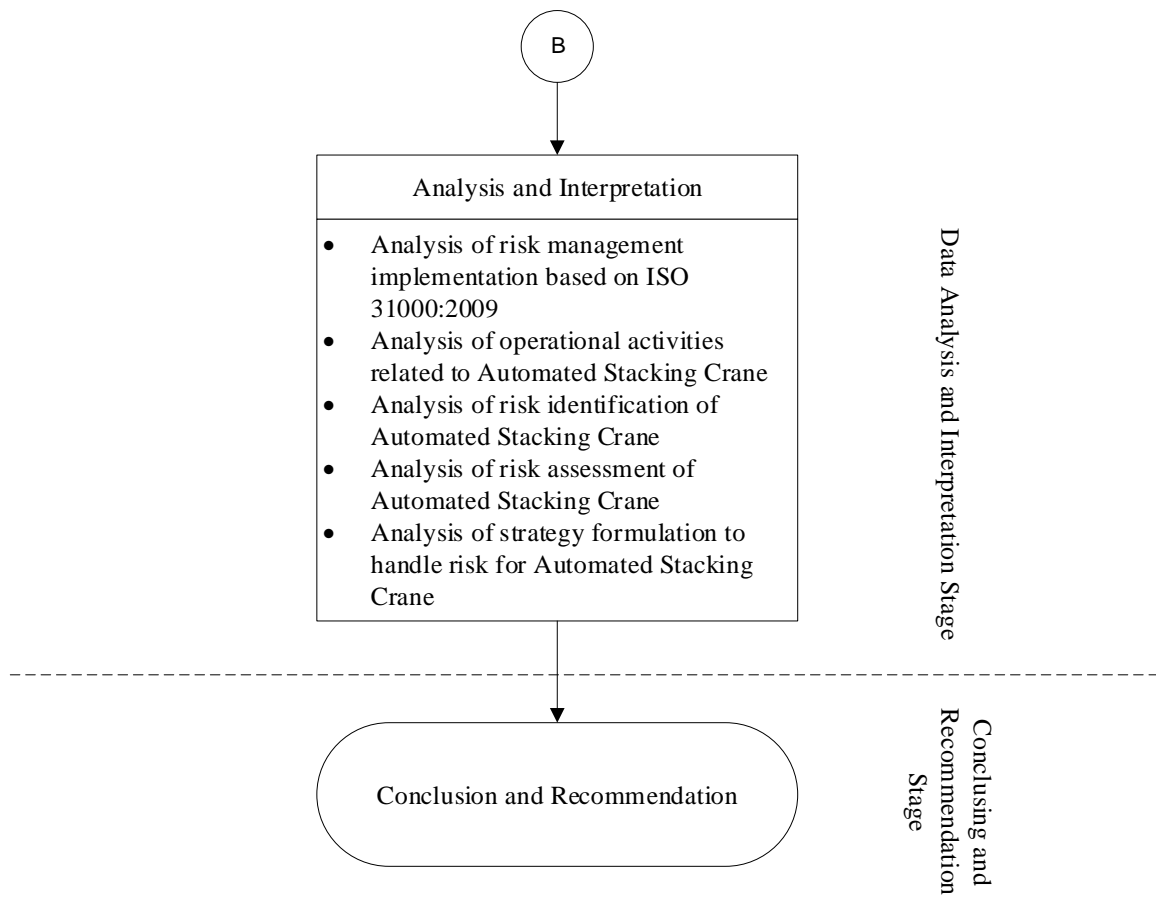 B
Analysis and Interpretation
• Analysis of risk management
implementation based on ISO
31000:2009
• Analysis of operational activities
related to Automated Stacking Crane
• Analysis of risk identification of
Automated Stacking Crane
• Analysis of risk assessment of
Automated Stacking Crane
• Analysis of strategy formulation to
handle risk for Automated Stacking
Crane
Data Analysis and Interpretation Stage
Conclusion and Recommendation
Conclusing and
Recommendation
Stage